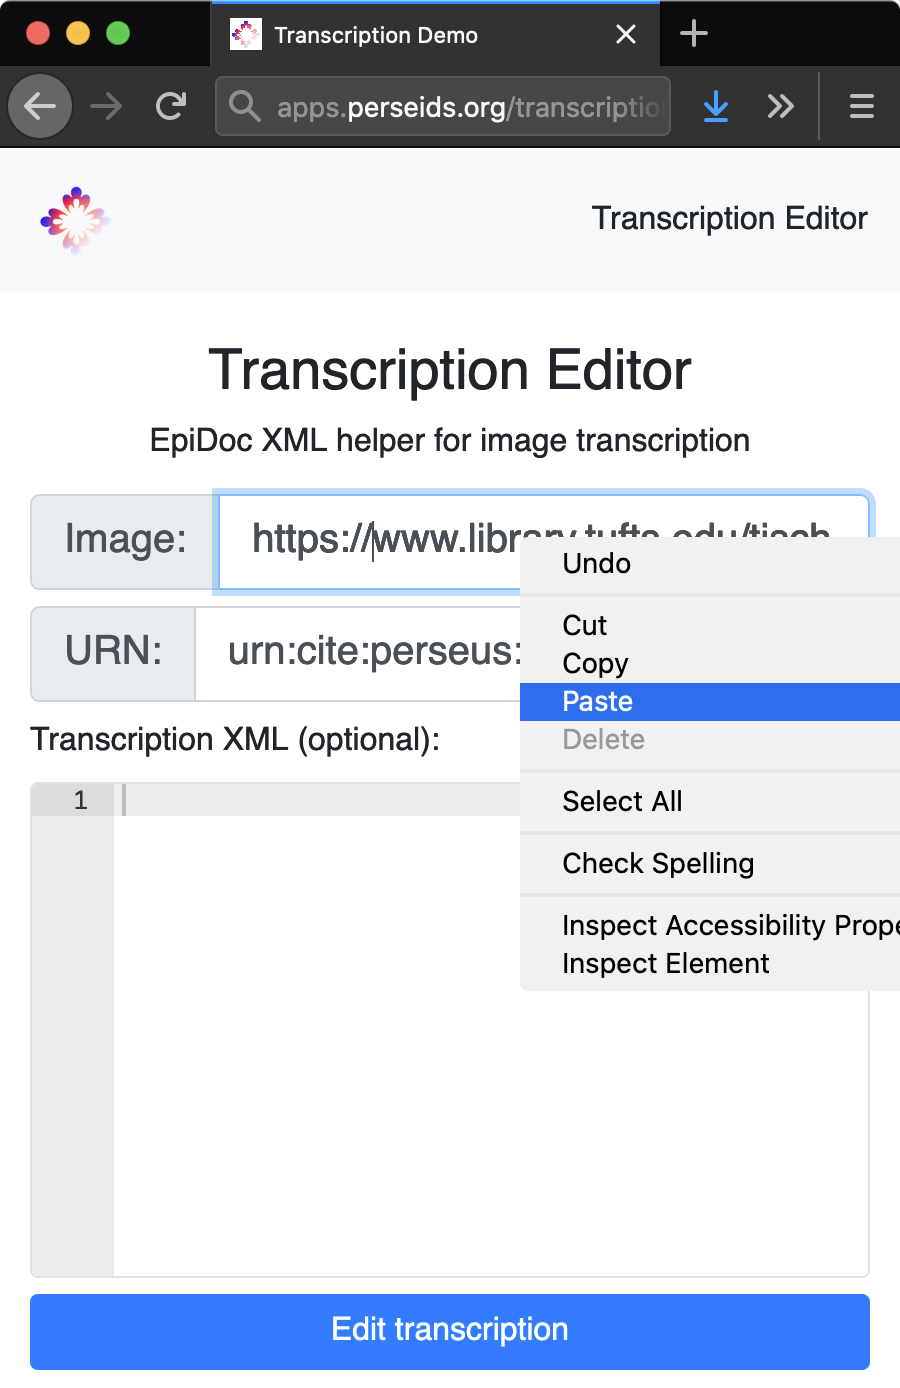 Transcription Demo
apps.perseids.org/transcription
Transcription Editor
Transcription Editor
EpiDoc XML helper for image transcription
Image: https://www.library.tufts.edu/tisch
URN: urn:cite:perseus:
Transcription XML (optional):
1
Undo
Cut
Copy
Paste
Delete
Select All
Check Spelling
Inspect Accessibility Prope
Inspect Element
Edit transcription